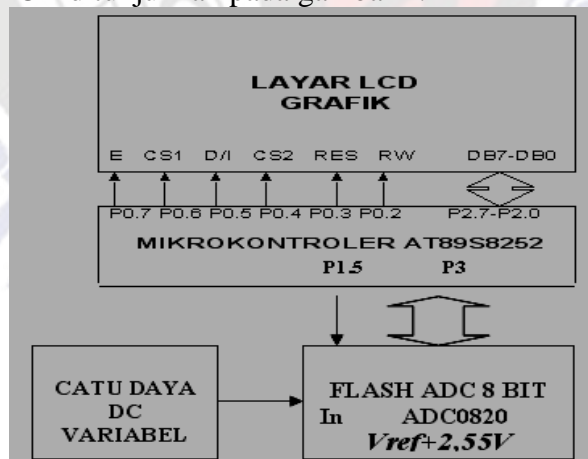 LAYAR LCD
GRAFIK
E CS1 D/I CS2 RES RW DB7-DB0
P0.7 P0.6 P0.5 P0.4 P0.3 P0.2 P2.7-P2.0
MIKROKONTROLER AT89S8252
P1.5 P3
CATU DAYA
DC
VARIABEL
FLASH ADC 8 BIT
In ADC0820
Vref+2,55V